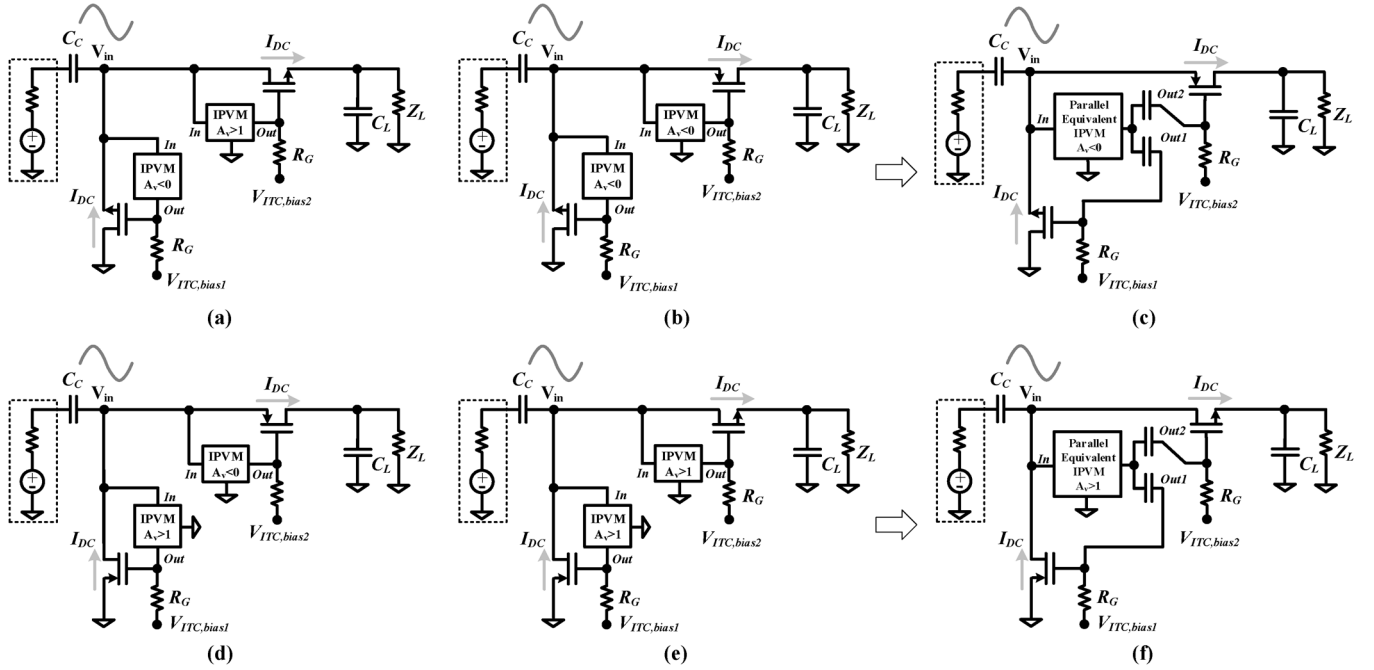 C_C
V_in
I_DC
IPVM
A_v>1
In
Out
R_G
V_ITC,bias2
C_L
Z_L
In
IPVM
A_v<0
Out
I_DC
R_G
V_ITC,bias1
(a)
C_C
V_in
I_DC
IPVM
A_v<0
In
Out
R_G
V_ITC,bias2
C_L
Z_L
In
IPVM
A_v<0
Out
I_DC
R_G
V_ITC,bias1
(b)
C_C
V_in
I_DC
Out2
Parallel
Equivalent
IPVM
A_v<0
In
Out1
R_G
V_ITC,bias2
C_L
Z_L
I_DC
R_G
V_ITC,bias1
(c)
C_C
V_in
I_DC
IPVM
A_v<0
In
Out
C_L
Z_L
V_ITC,bias2
In
IPVM
A_v>1
Out
I_DC
R_G
V_ITC,bias1
(d)
C_C
V_in
I_DC
IPVM
A_v>1
In
Out
R_G
V_ITC,bias2
C_L
Z_L
In
IPVM
A_v>1
Out
I_DC
R_G
V_ITC,bias1
(e)
C_C
V_in
I_DC
Out2
Parallel
Equivalent
IPVM
A_v>1
In
Out1
R_G
V_ITC,bias2
C_L
Z_L
I_DC
R_G
V_ITC,bias1
(f)